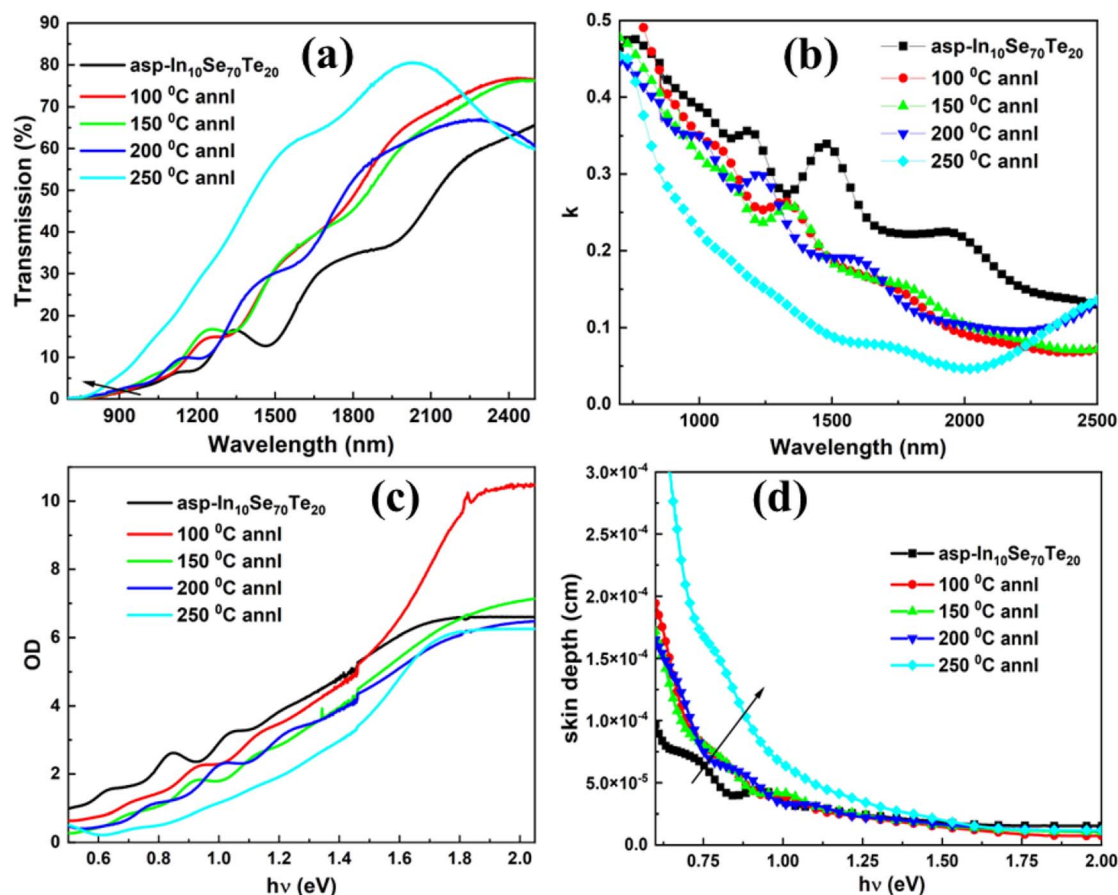 (a)
asp-In10Se70Te20
100 0C annl
150 0C annl
200 0C annl
250 0C annl
Transmission (%)
90
80
70
60
50
40
30
20
10
0
900 1200 1500 1800 2100 2400
Wavelength (nm)
(b)
asp-In10Se70Te20
100 0C annl
150 0C annl
200 0C annl
250 0C annl
k
0.5
0.4
0.3
0.2
0.1
0.0
1000 1500 2000 2500
Wavelength (nm)
(c)
asp-In10Se70Te20
100 0C annl
150 0C annl
200 0C annl
250 0C annl
OD
10
8
6
4
2
0
0.6 0.8 1.0 1.2 1.4 1.6 1.8 2.0
hν (eV)
(d)
asp-In10Se70Te20
100 0C annl
150 0C annl
200 0C annl
250 0C annl
skin depth (cm)
3.0×10-4
2.5×10-4
2.0×10-4
1.5×10-4
1.0×10-4
5.0×10-5
0.0
0.75 1.00 1.25 1.50 1.75 2.00
hν (eV)